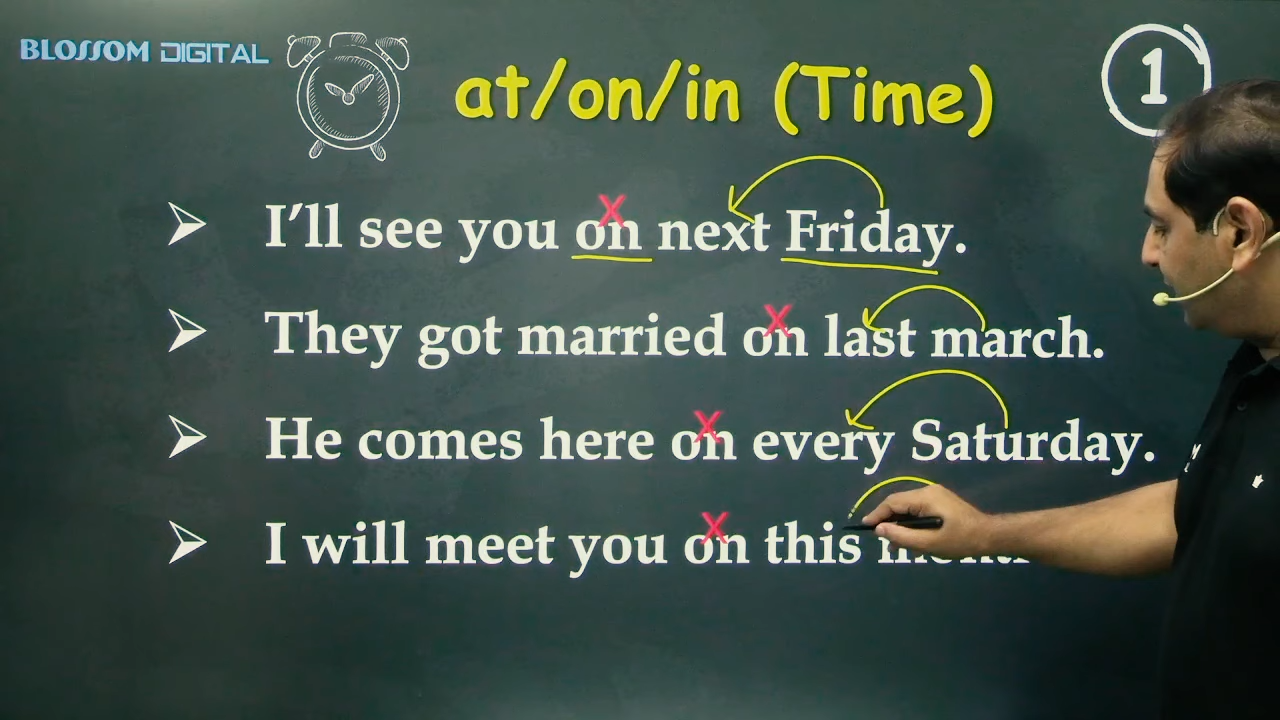 BLOSSOM DIGITAL
at/on/in (Time)
1
I'll see you on next Friday.
They got married on last march.
He comes here on every Saturday.
I will meet you on this